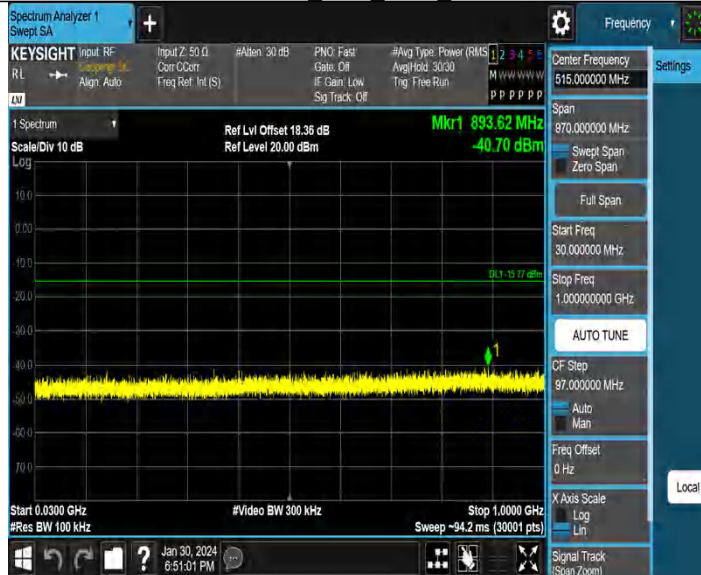 Spectrum Analyzer 1
Swept SA
+
Frequency
KEYSIGHT
RL
LXI
Input: RF
Align: Auto
Input Z: 50 Ω
Corr CCorr
Freq Ref: Int (S)
#Atten: 30 dB
PNO: Fast
Gate: Off
IF Gain: Low
Sig Track: Off
#Avg Type: Power (RMS
Avg|Hold: 30/30
Trig: Free Run
1 2 3 4 5 6
M W W W W W
P P P P P P
Settings
1 Spectrum
Scale/Div 10 dB
Ref Lvl Offset 18.36 dB
Ref Level 20.00 dBm
Mkr1 893.62 MHz
-40.70 dBm
Log
10.0
0.00
-10.0
-20.0
-30.0
-40.0
-50.0
-60.0
-70.0
1
Start 0.0300 GHz
#Res BW 100 kHz
#Video BW 300 kHz
Stop 1.0000 GHz
Sweep ~94.2 ms (30001 pts)
Center Frequency
515.000000 MHz
Span
970.000000 MHz
Swept Span
Zero Span
Full Span
Start Freq
30.000000 MHz
Stop Freq
1.000000000 GHz
AUTO TUNE
CF Step
97.000000 MHz
Auto
Man
Freq Offset
0 Hz
X Axis Scale
Log
Lin
Signal Track
(Span Zoom)
Local
?
Jan 30, 2024
6:51:01 PM